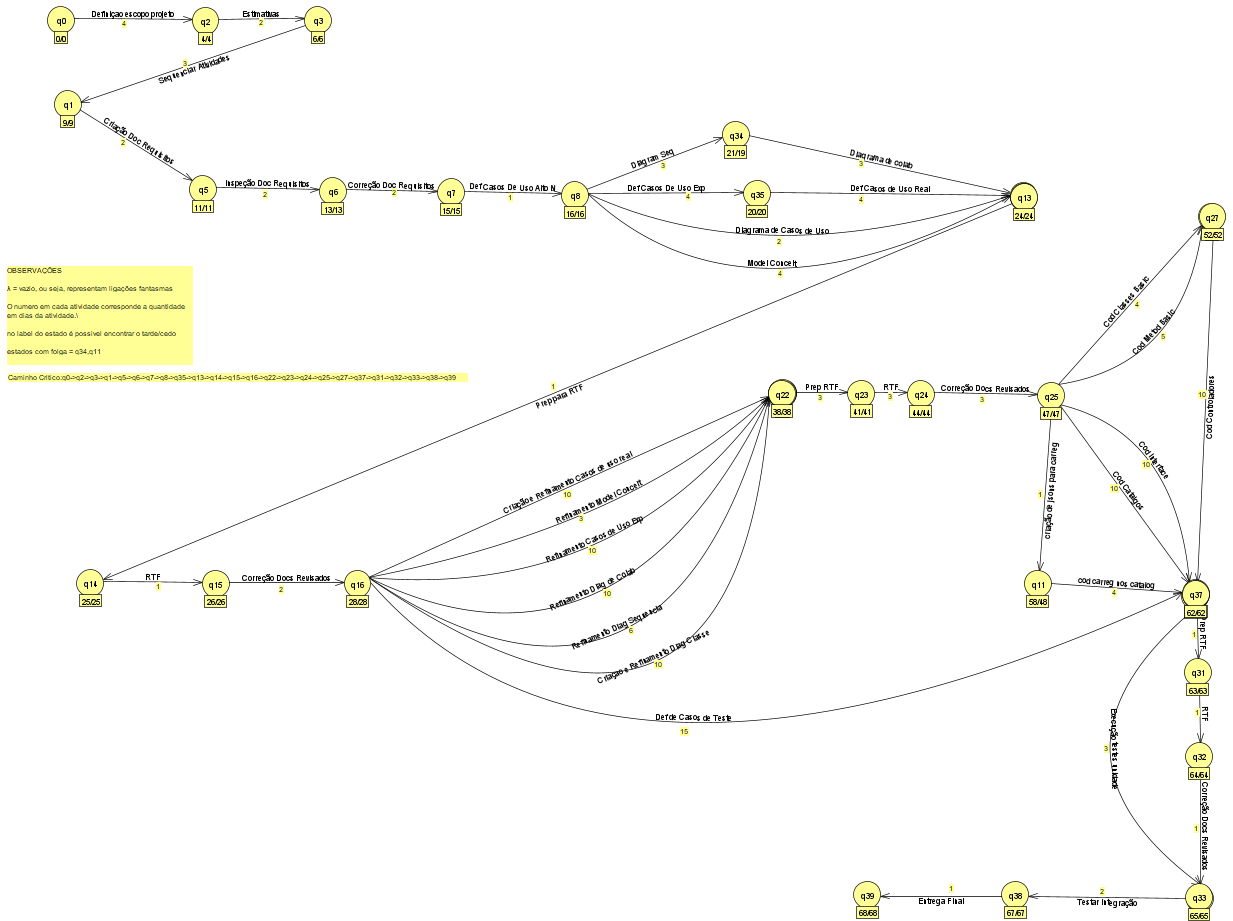 q0
0/0
Definiçao escopo projeto
4
q2
4/4
Estimativas
2
q3
6/6
3
Sequenciar Atividades
q1
9/9
Criação Doc Requisitos
2
q5
11/11
Inspeção Doc Requisitos
2
q6
13/13
Correção Doc Requisitos
2
q7
15/15
Def Casos De Uso Alto N
1
q8
16/16
Diagram Seq
3
q34
21/19
Diagrama de colab
3
Def Casos De Uso Exp
4
q35
20/20
Def Casos de Uso Real
4
Diagrama de Casos de Uso
2
Model Conceit
4
q13
24/24
q27
52/52
OBSERVAÇÕES
λ = vazio, ou seja, representam ligações fantasmas
O numero em cada atividade corresponde a quantidade
em dias da atividade.\
no label do estado é possivel encontrar o tarde/cedo
estados com folga = q34,q11
Caminho Critico:q0->q2->q3->q1->q5->q6->q7->q8->q35->q13->q14->q15->q16->q22->q23->q24->q25->q27->q37->q31->q32->q33->q38->q39
1
Prep para RTF
Cod Classes Basic
4
Cod Metod Basic
5
10
Cod Controladores
q22
38/38
Prep RTF
3
q23
41/41
RTF
3
q24
44/44
Correção Docs Revisados
3
q25
47/47
1
criação de jsons para carreg
Cod Interface
10
Cod Catalgos
10
Criação e Refinamento Casos de uso real
10
Refinamento Model Conceit
3
Refinamento Casos de Uso Exp
10
Refinamento Diag de Colab
10
Refinamento Diag Sequencia
6
Criaçao e Refinamento Diag Classe
10
q14
25/25
RTF
1
q15
26/26
Correção Docs Revisados
2
q16
28/28
q11
58/48
cod carreg nos catalog
4
q37
62/62
Prep RTF
1
q31
63/63
Def de Casos de Teste
15
RTF
1
Execução testes unidade
3
q32
64/64
Correção Docs Revisados
1
q39
68/68
1
Entrega Final
q38
67/67
2
Testar Integração
q33
65/65